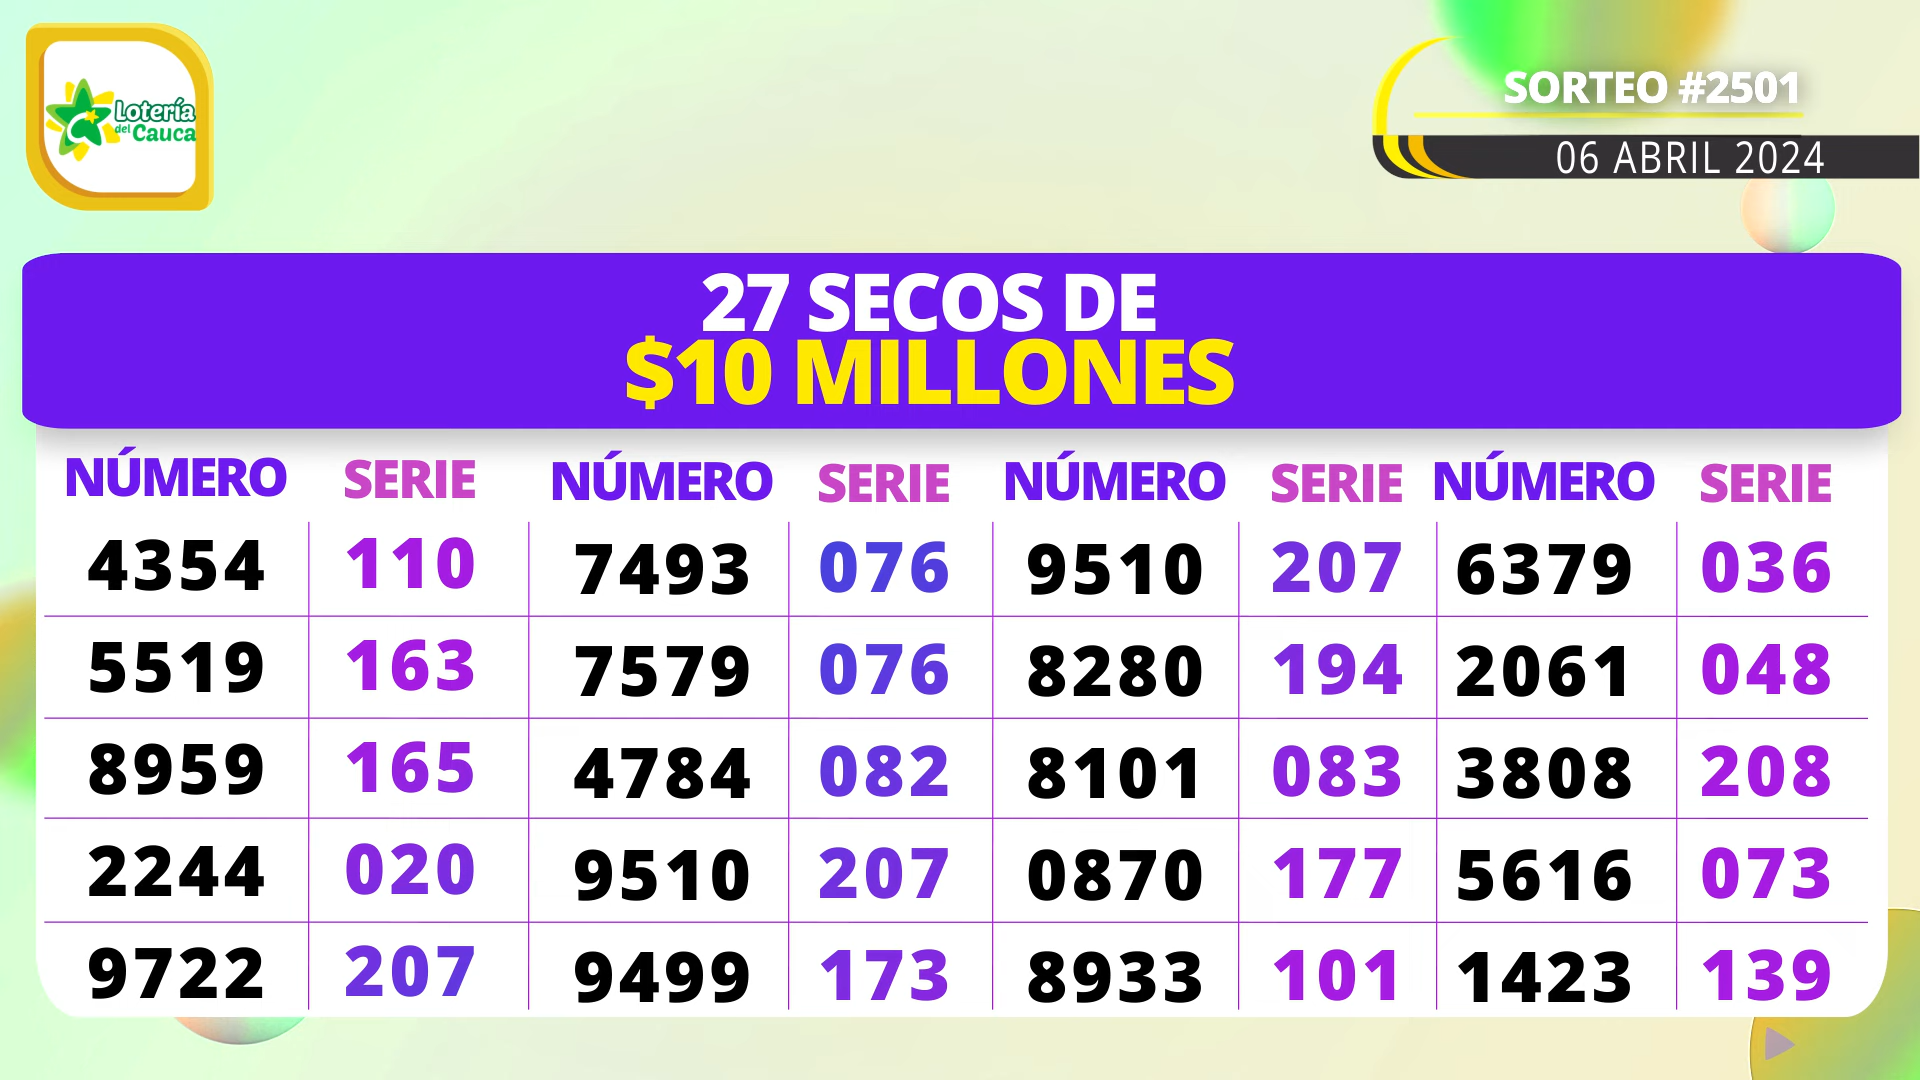 Lotería
del Cauca
SORTEO #2501
06 ABRIL 2024
27 SECOS DE
$10 MILLONES
NÚMERO SERIE NÚMERO SERIE NÚMERO SERIE NÚMERO SERIE
4354 110 7493 076 9510 207 6379 036
5519 163 7579 076 8280 194 2061 048
8959 165 4784 082 8101 083 3808 208
2244 020 9510 207 0870 177 5616 073
9722 207 9499 173 8933 101 1423 139